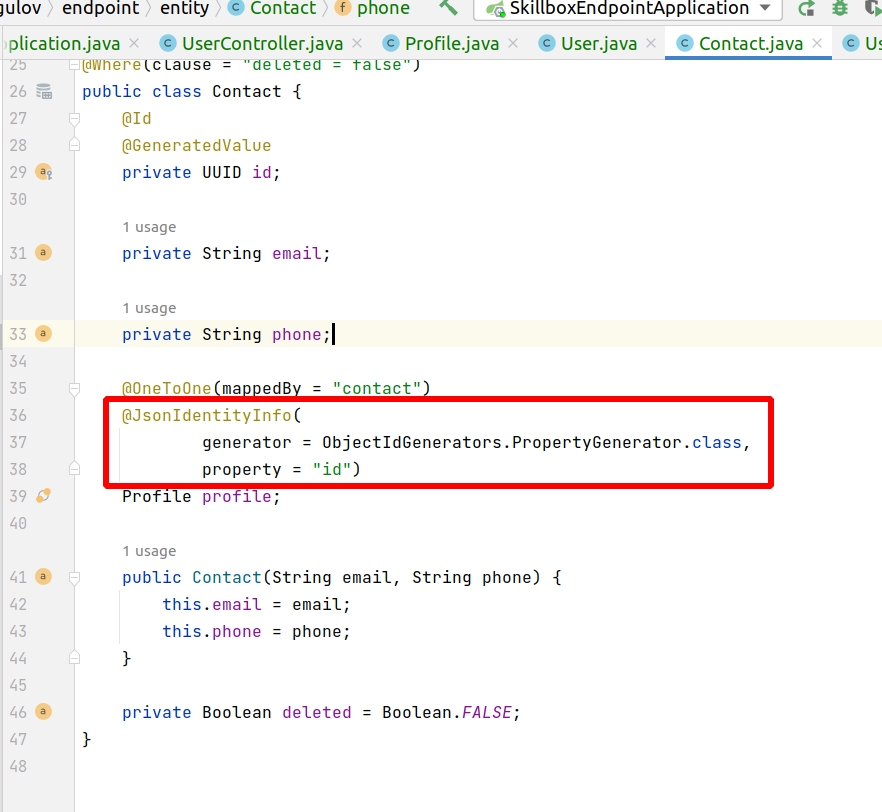 gulov › endpoint › entity › Contact › phone SkillboxEndpointApplication
plication.java × UserController.java × Profile.java × User.java × Contact.java × Us
25 @Where(clause = "deleted = false")
26 public class Contact {
27 @Id
28 @GeneratedValue
29 private UUID id;
30
1 usage
31 private String email;
32
1 usage
33 private String phone;
34
35 @OneToOne(mappedBy = "contact")
36 @JsonIdentityInfo(
37 generator = ObjectIdGenerators.PropertyGenerator.class,
38 property = "id")
39 Profile profile;
40
1 usage
41 public Contact(String email, String phone) {
42 this.email = email;
43 this.phone = phone;
44 }
45
46 private Boolean deleted = Boolean.FALSE;
47 }
48